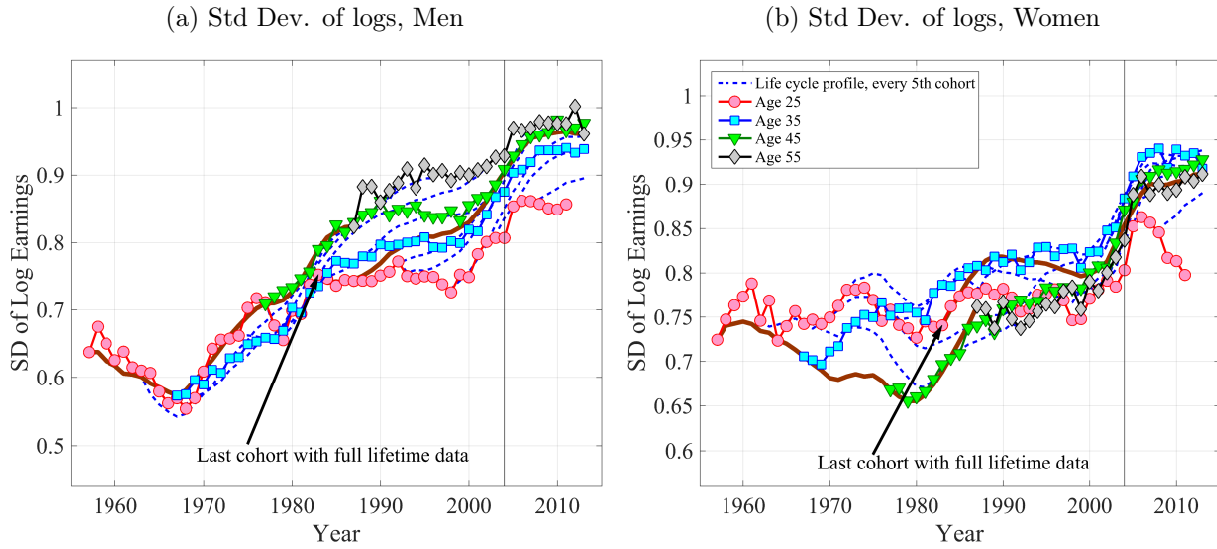 (a) Std Dev. of logs, Men
SD of Log Earnings
1
0.9
0.8
0.7
0.6
0.5
Last cohort with full lifetime data
1960 1970 1980 1990 2000 2010
Year
(b) Std Dev. of logs, Women
SD of Log Earnings
1
0.95
0.9
0.85
0.8
0.75
0.7
0.65
0.6
Life cycle profile, every 5th cohort
Age 25
Age 35
Age 45
Age 55
Last cohort with full lifetime data
1960 1970 1980 1990 2000 2010
Year